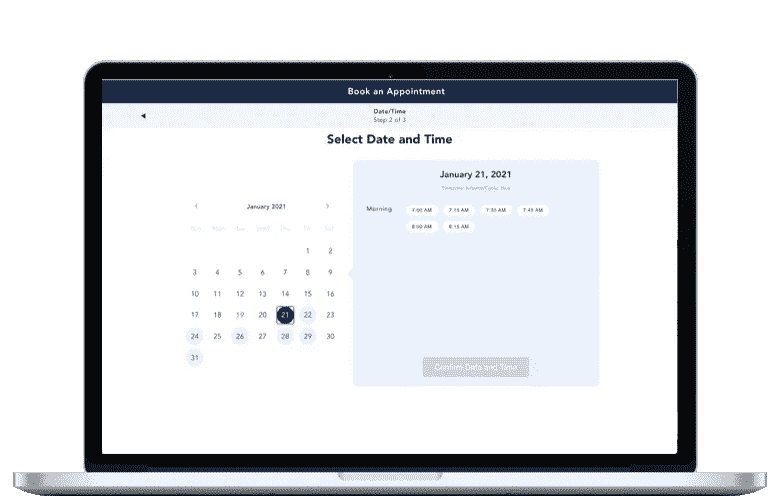 Book an Appointment
Date/Time
Step 2 of 3
Select Date and Time
January 21, 2021
January 2021
Sun Mon Tue Wed Thu Fri Sat
1 2
3 4 5 6 7 8 9
10 11 12 13 14 15 16
17 18 19 20 21 22 23
24 25 26 27 28 29 30
31
Morning 7:00 AM 7:15 AM 7:30 AM 7:45 AM
8:00 AM 8:15 AM
Confirm Date and Time